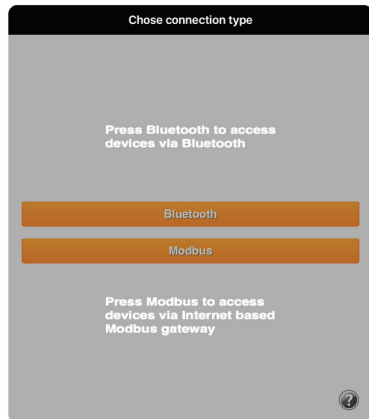 Chose connection type
Press Bluetooth to access
devices via Bluetooth
Bluetooth
Modbus
Press Modbus to access
devices via Internet based
Modbus gateway
?